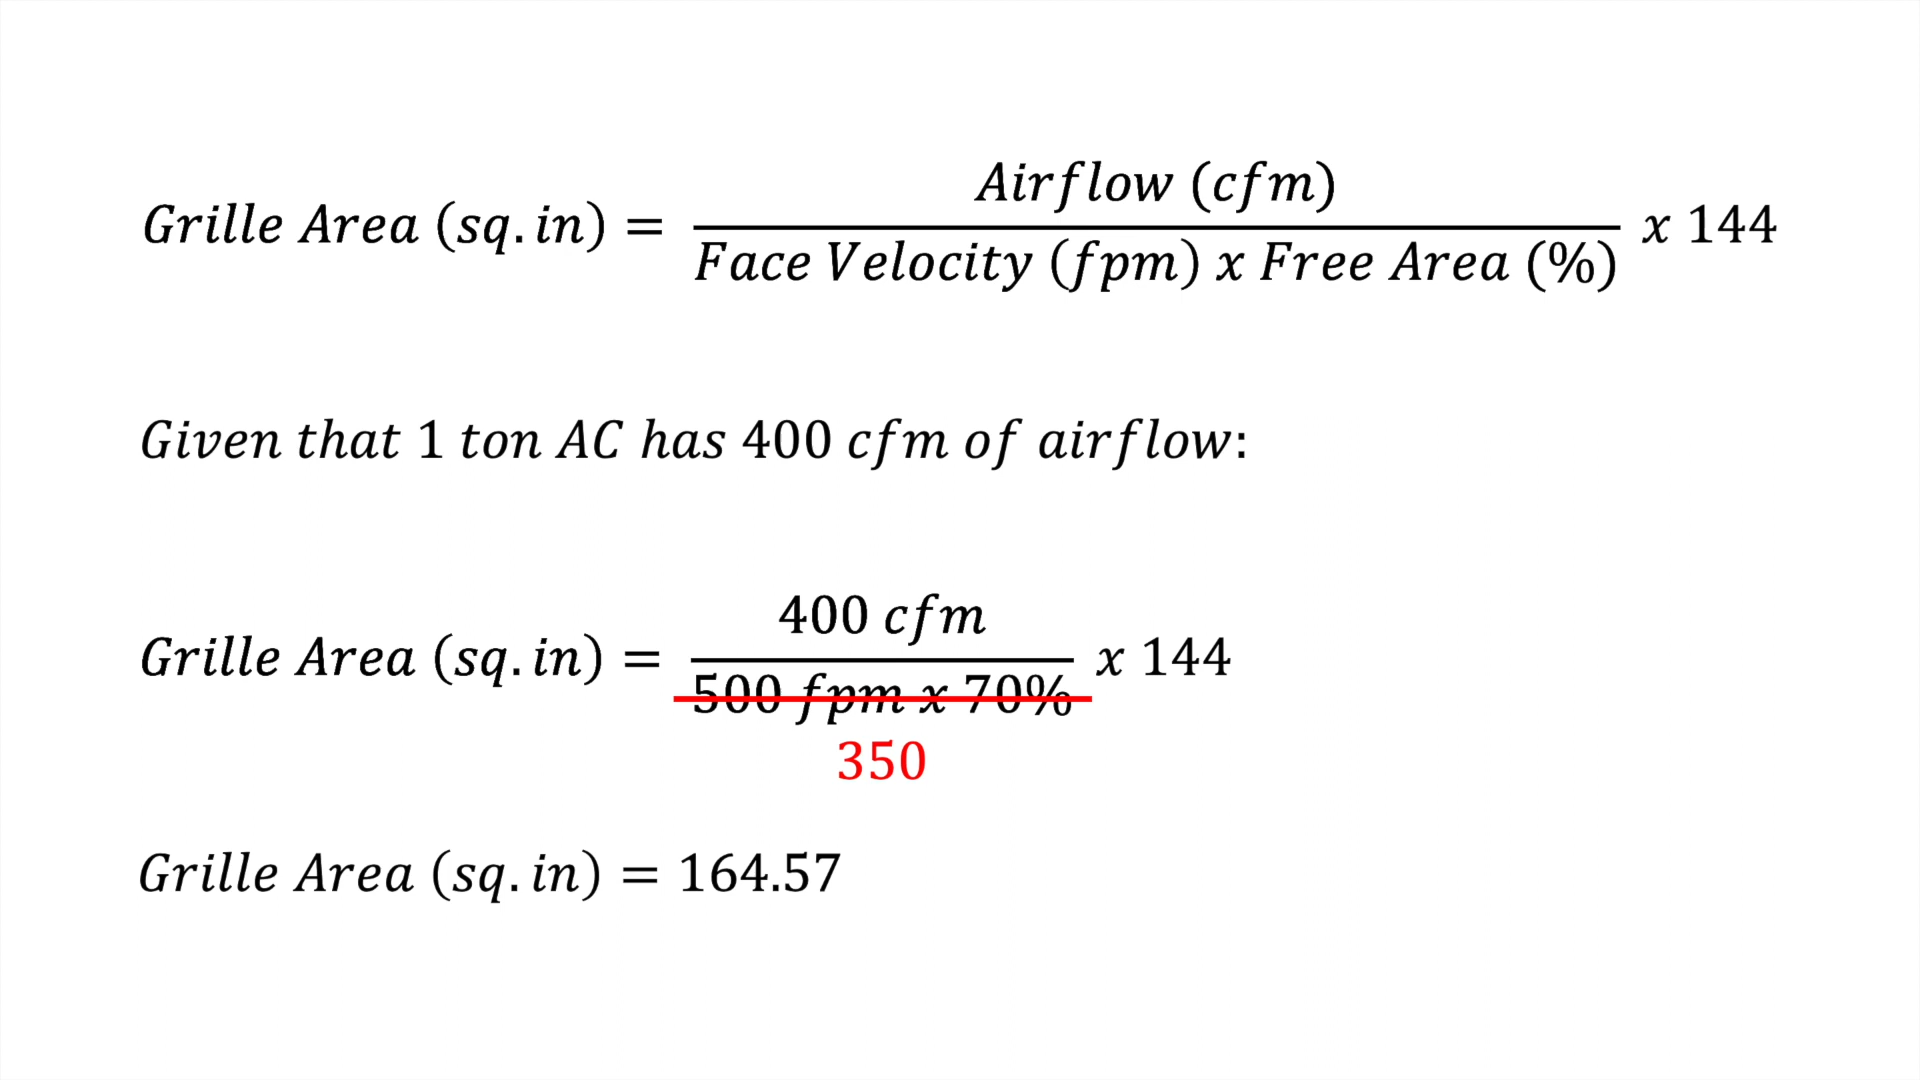 Grille Area (sq. in) = Airflow (cfm) / Face Velocity (fpm) x Free Area (%) x 144
Given that 1 ton AC has 400 cfm of airflow:
Grille Area (sq. in) = 400 cfm / 500 fpm x 70% x 144
350
Grille Area (sq. in) = 164.57